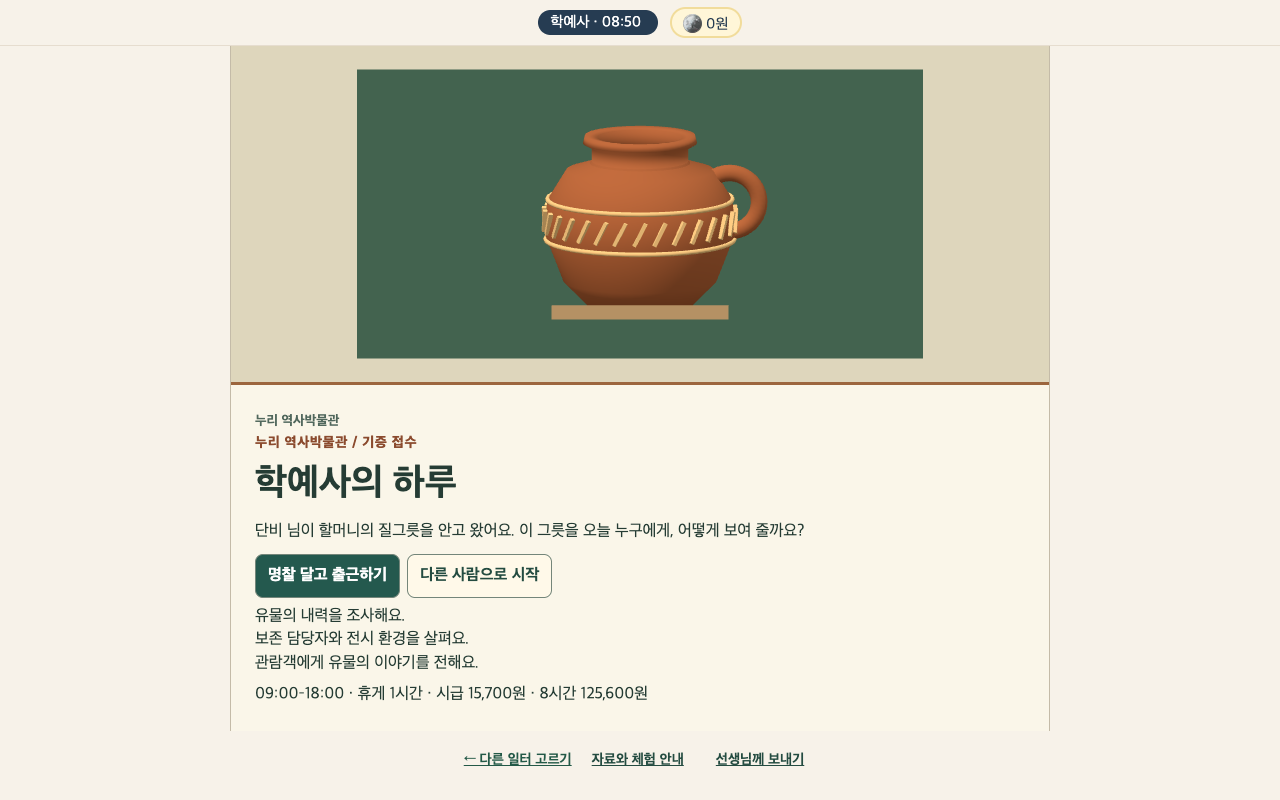 학예사 · 08:50
0원
누리 역사박물관
누리 역사박물관 / 기증 접수
학예사의 하루
단비 님이 할머니의 질그릇을 안고 왔어요. 이 그릇을 오늘 누구에게, 어떻게 보여 줄까요?
명찰 달고 출근하기
다른 사람으로 시작
유물의 내력을 조사해요.
보존 담당자와 전시 환경을 살펴요.
관람객에게 유물의 이야기를 전해요.
09:00-18:00 · 휴게 1시간 · 시급 15,700원 · 8시간 125,600원
← 다른 일터 고르기
자료와 체험 안내
선생님께 보내기